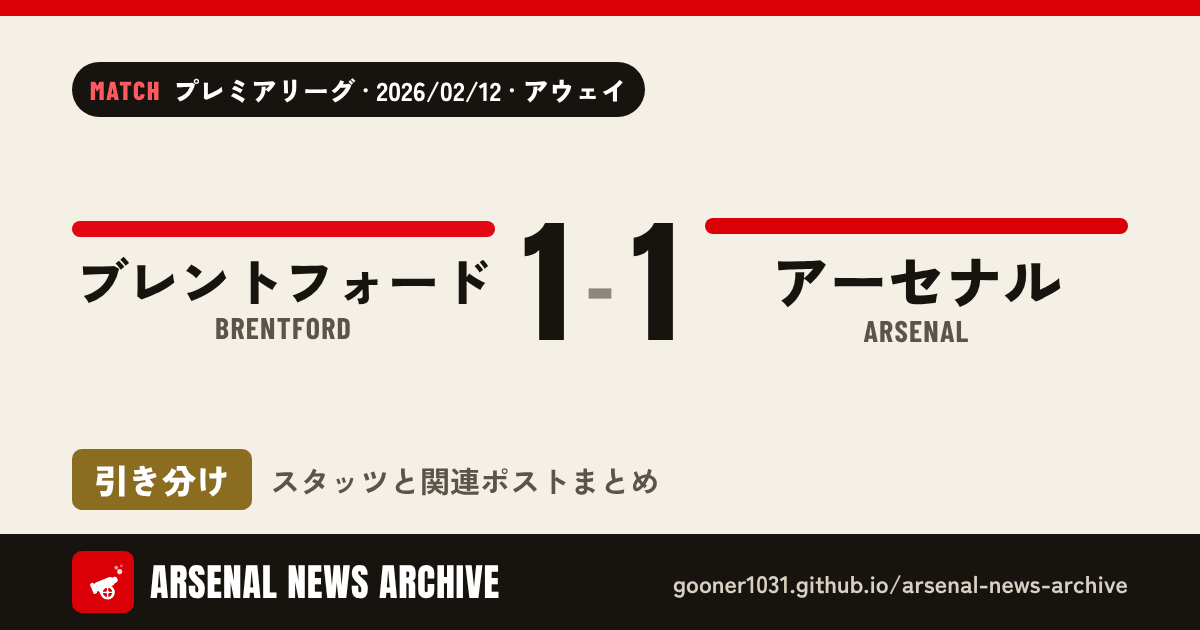 MATCH プレミアリーグ · 2026/02/12 · アウェイ
ブレントフォード
BRENTFORD
1 - 1
アーセナル
ARSENAL
引き分け スタッツと関連ポストまとめ
ARSENAL NEWS ARCHIVE
gooner1031.github.io/arsenal-news-archive